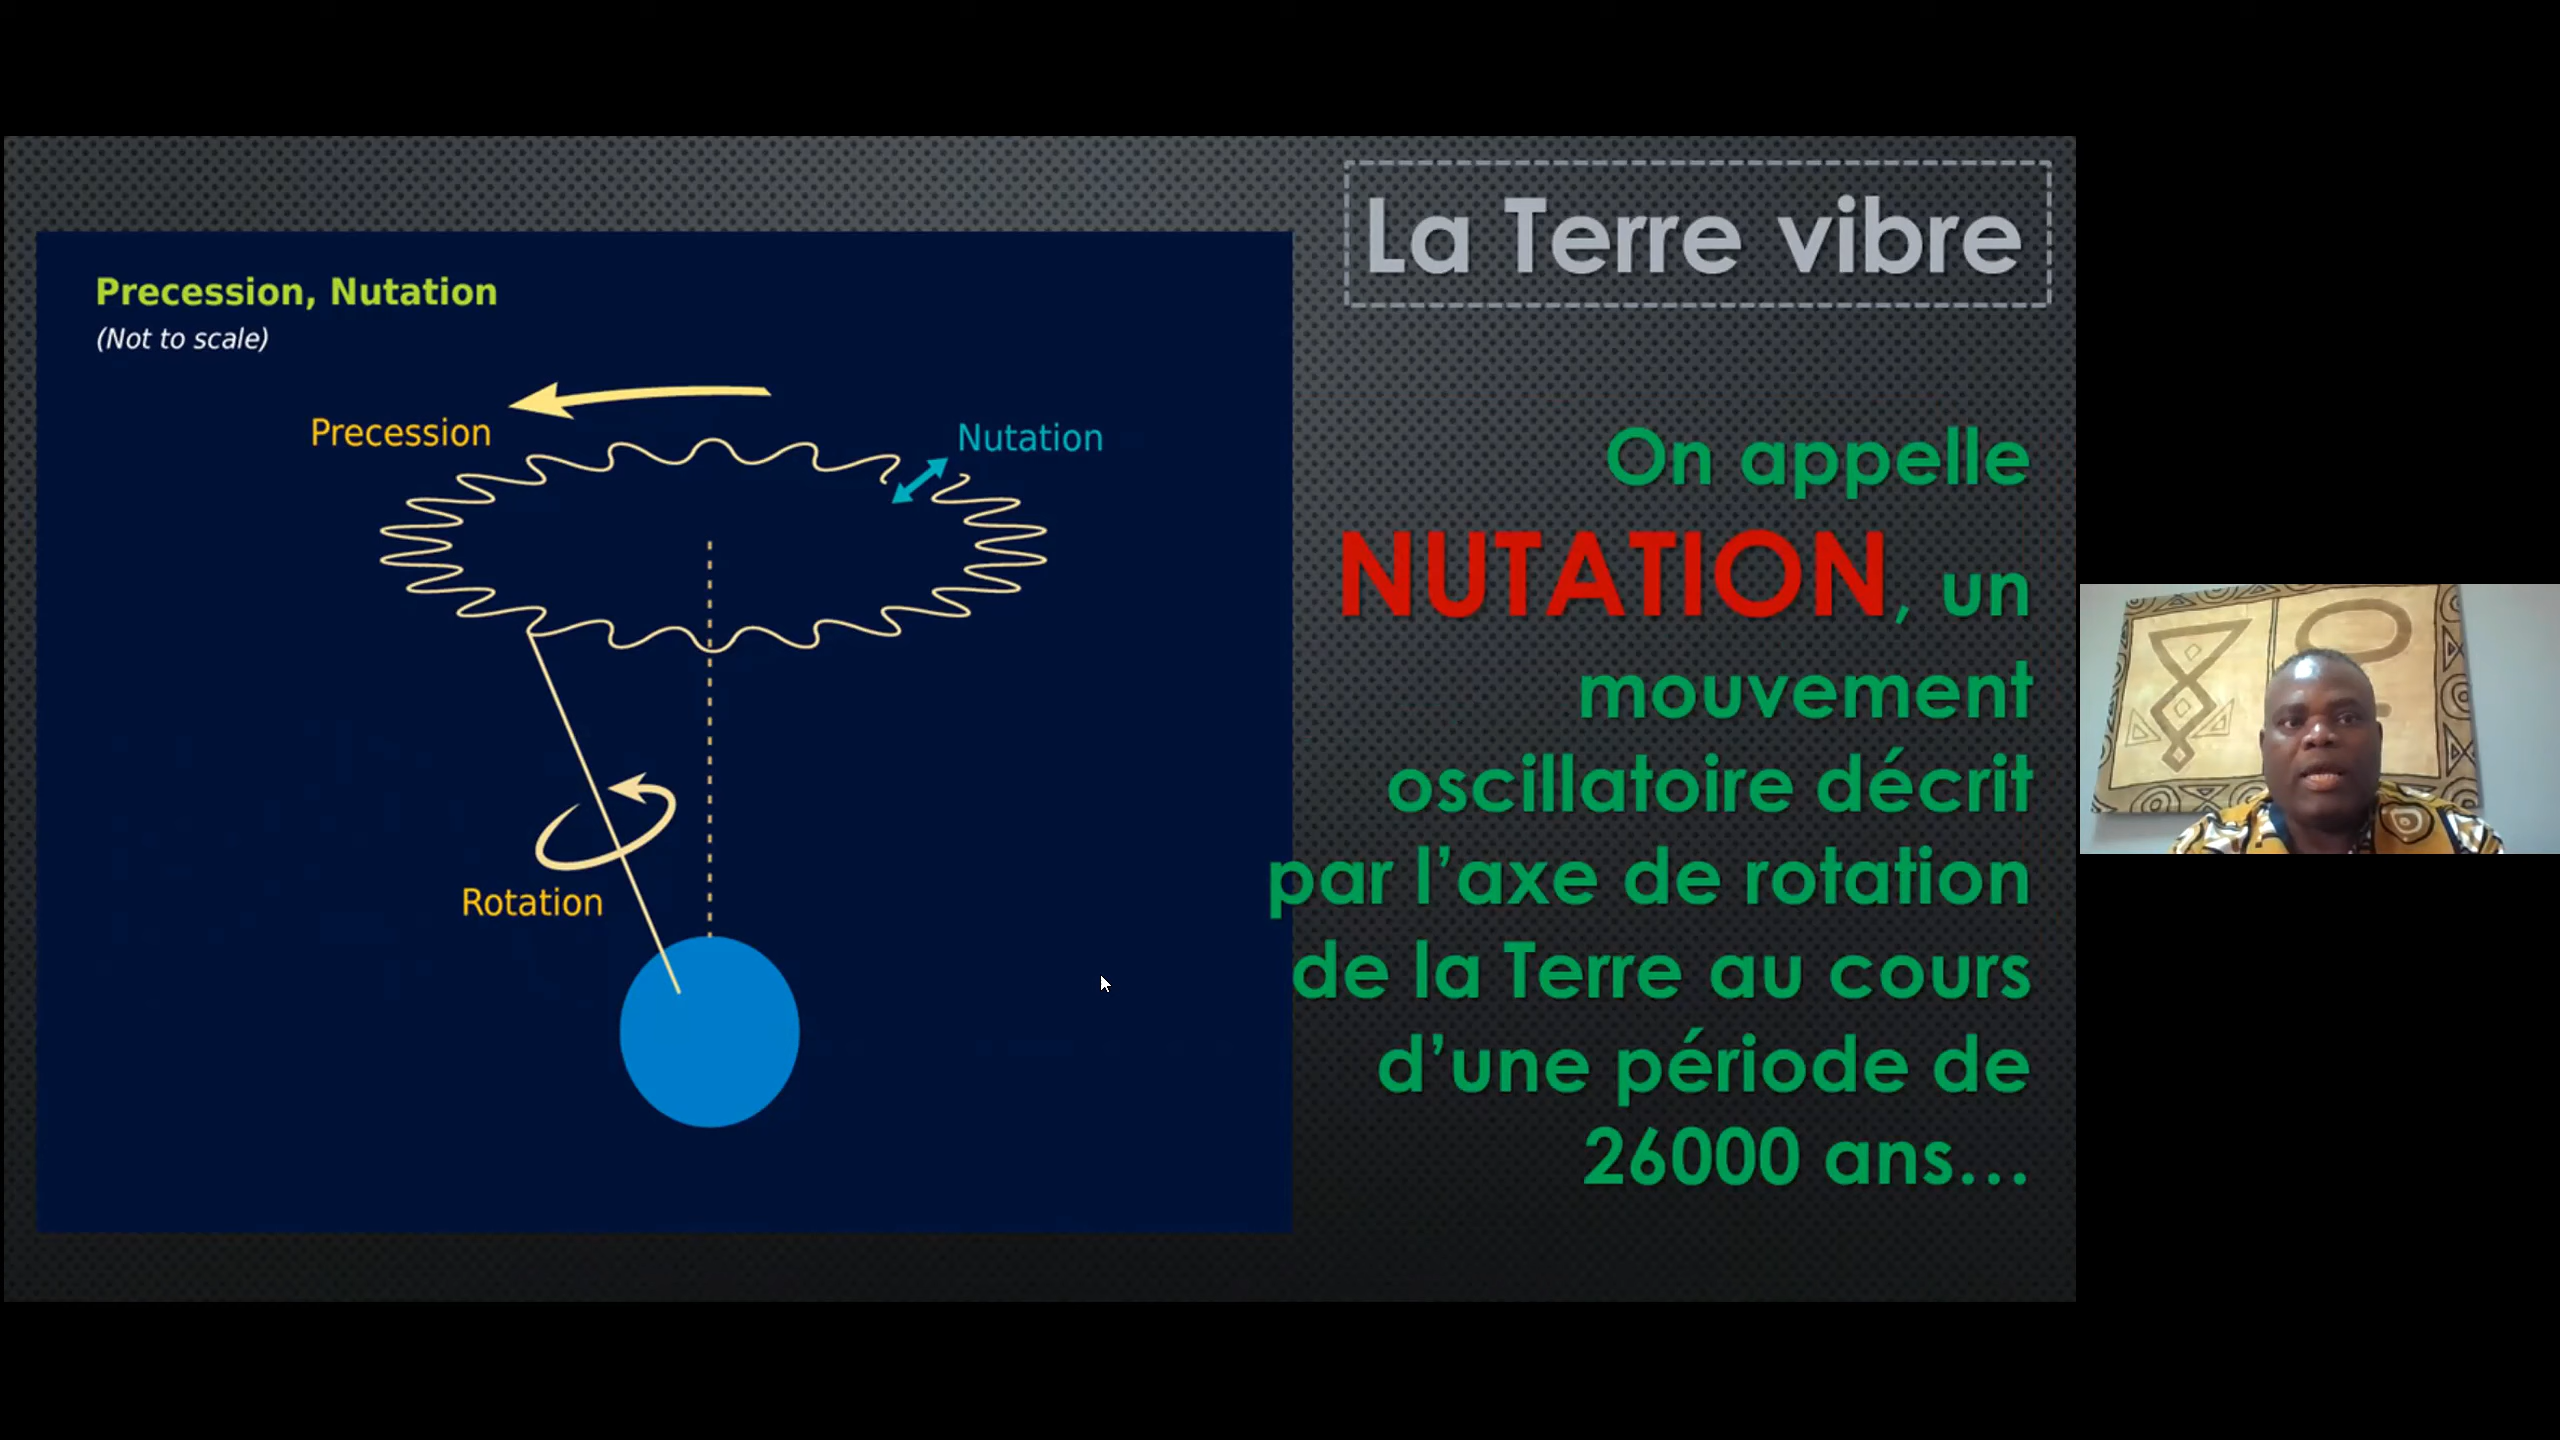 La Terre vibre
Precession, Nutation
(Not to scale)
Precession
Nutation
Rotation
On appelle
NUTATION, un
mouvement
oscillatoire décrit
par l’axe de rotation
de la Terre au cours
d’une période de
26000 ans…